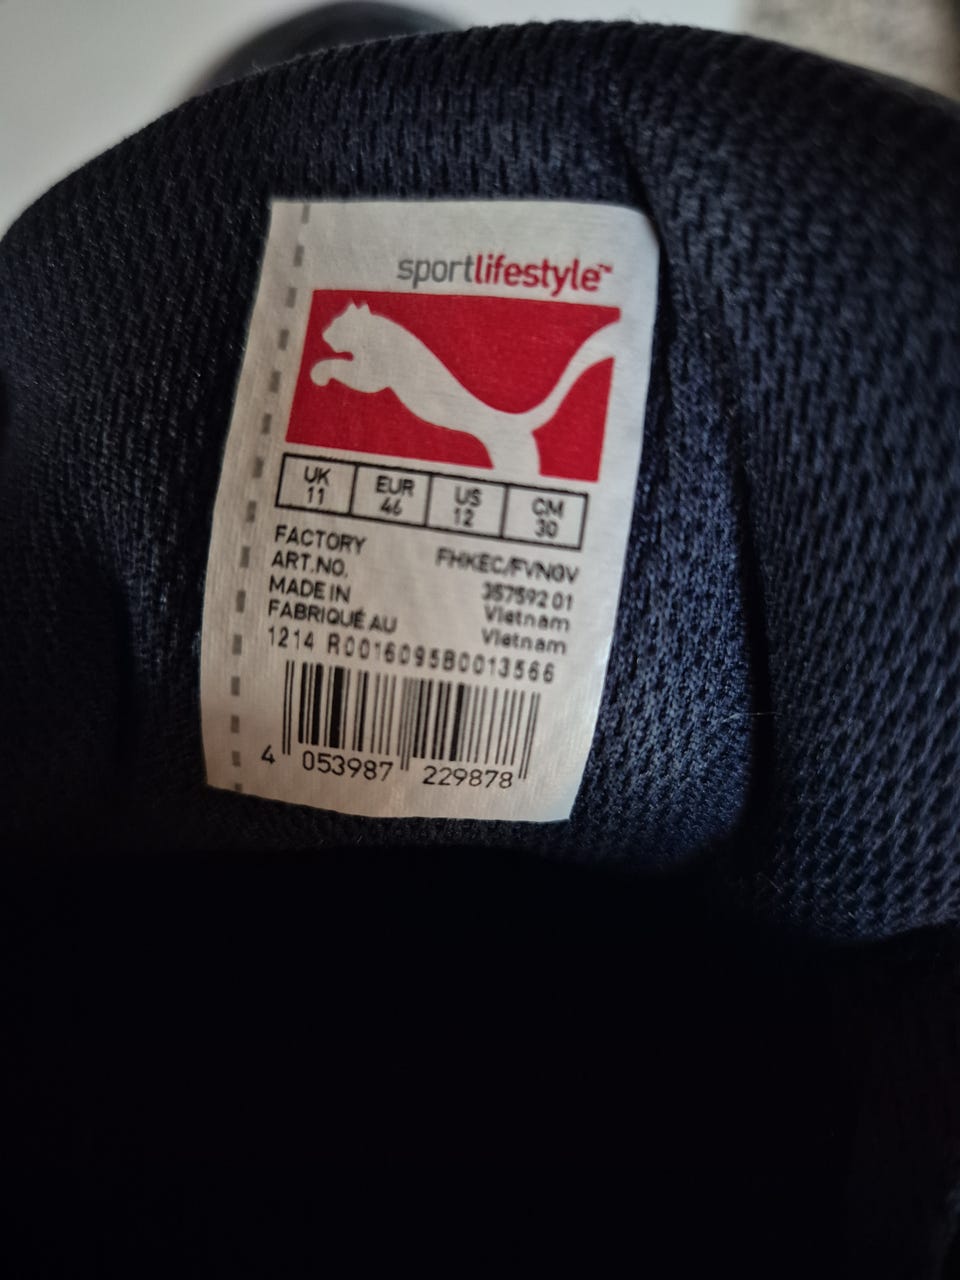 sportlifestyle™
UK EUR US CM
11 46 12 30
FACTORY FHKEC/FVNGV
ART.NO. 357592 01
MADE IN Vietnam
FABRIQUÉ AU Vietnam
1214 R0016095B0013566
4 053987 229878